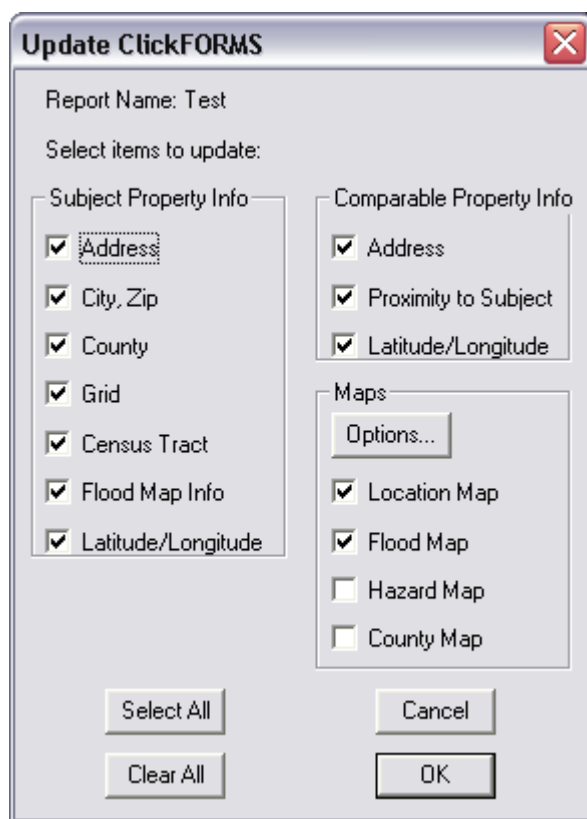 Update ClickFORMS
Report Name: Test
Select items to update:
Subject Property Info
Address
City, Zip
County
Grid
Census Tract
Flood Map Info
Latitude/Longitude
Comparable Property Info
Address
Proximity to Subject
Latitude/Longitude
Maps
Options...
Location Map
Flood Map
Hazard Map
County Map
Select All
Cancel
Clear All
OK